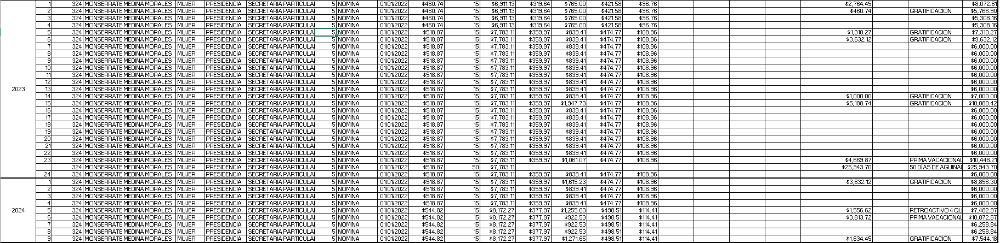 1 324 MONSERRATE MEDINA MORALES MUJER PRESIDENCIA SECRETARIA PARTICULAR 5 NOMINA 01/01/2022 $460.74 15 $6,911.13 $319.64 $765.00 $421.58 $96.76 $2,764.45 $8,072.61
2 324 MONSERRATE MEDINA MORALES MUJER PRESIDENCIA SECRETARIA PARTICULAI 5 NOMINA 01/01/2022 $460.74 15 $6,911.13 $319.64 $765.00 $421.58 $96.76 $460.74 GRATIFICACION $5,768.90
3 324 MONSERRATE MEDINA MORALES MUJER PRESIDENCIA SECRETARIA PARTICULAI 5 NOMINA 01/01/2022 $460.74 15 $6,911.13 $319.64 $765.00 $421.58 $96.76 $5,308.16
4 324 MONSERRATE MEDINA MORALES MUJER PRESIDENCIA SECRETARIA PARTICULAI 5 NOMINA 01/01/2022 $460.74 15 $6,911.13 $319.64 $765.00 $421.58 $96.76 $5,308.16
5 324 MONSERRATE MEDINA MORALES MUJER PRESIDENCIA SECRETARIA PARTICULA 5 NOMINA 01/01/2022 $518.87 15 $7,783.11 $359.97 $839.41 $474.77 $108.96 $1,310.27 GRATIFICACION $7,310.27
6 324 MONSERRATE MEDINA MORALES MUJER PRESIDENCIA SECRETARIA PARTICULAI 5 NOMINA 01/01/2022 $518.87 15 $7,783.11 $359.97 $839.41 $474.77 $108.96 $3,632.12 GRATIFICACION $9,632.12
7 324 MONSERRATE MEDINA MORALES MUJER PRESIDENCIA SECRETARIA PARTICULAI 5 NOMINA 01/01/2022 $518.87 15 $7,783.11 $359.97 $839.41 $474.77 $108.96 $6,000.00
8 324 MONSERRATE MEDINA MORALES MUJER PRESIDENCIA SECRETARIA PARTICULAI 5 NOMINA 01/01/2022 $518.87 15 $7,783.11 $359.97 $839.41 $474.77 $108.96 $6,000.00
9 324 MONSERRATE MEDINA MORALES MUJER PRESIDENCIA SECRETARIA PARTICULAI 5 NOMINA 01/01/2022 $518.87 15 $7,783.11 $359.97 $839.41 $474.77 $108.96 $6,000.00
10 324 MONSERRATE MEDINA MORALES MUJER PRESIDENCIA SECRETARIA PARTICULAI 5 NOMINA 01/01/2022 $518.87 15 $7,783.11 $359.97 $839.41 $474.77 $108.96 $6,000.00
11 324 MONSERRATE MEDINA MORALES MUJER PRESIDENCIA SECRETARIA PARTICULAI 5 NOMINA 01/01/2022 $518.87 15 $7,783.11 $359.97 $839.41 $474.77 $108.96 $6,000.00
12 324 MONSERRATE MEDINA MORALES MUJER PRESIDENCIA SECRETARIA PARTICULAI 5 NOMINA 01/01/2022 $518.87 15 $7,783.11 $359.97 $839.41 $474.77 $108.96 $6,000.00
2023 13 324 MONSERRATE MEDINA MORALES MUJER PRESIDENCIA SECRETARIA PARTICULAI 5 NOMINA 01/01/2022 $518.87 15 $7,783.11 $359.97 $839.41 $474.77 $108.96 $6,000.00
14 324 MONSERRATE MEDINA MORALES MUJER PRESIDENCIA SECRETARIA PARTICULAI 5 NOMINA 01/01/2022 $518.87 15 $7,783.11 $359.97 $839.41 $474.77 $108.96 $1,000.00 GRATIFICACION $7,000.00
15 324 MONSERRATE MEDINA MORALES MUJER PRESIDENCIA SECRETARIA PARTICULAI 5 NOMINA 01/01/2022 $518.87 15 $7,783.11 $359.97 $1,947.73 $474.77 $108.96 $5,188.74 GRATIFICACION $10,080.42
16 324 MONSERRATE MEDINA MORALES MUJER PRESIDENCIA SECRETARIA PARTICULAI 5 NOMINA 01/01/2022 $518.87 15 $7,783.11 $359.97 $839.41 $474.77 $108.96 $6,000.00
17 324 MONSERRATE MEDINA MORALES MUJER PRESIDENCIA SECRETARIA PARTICULAI 5 NOMINA 01/01/2022 $518.87 15 $7,783.11 $359.97 $839.41 $474.77 $108.96 $6,000.00
18 324 MONSERRATE MEDINA MORALES MUJER PRESIDENCIA SECRETARIA PARTICULAI 5 NOMINA 01/01/2022 $518.87 15 $7,783.11 $359.97 $839.41 $474.77 $108.96 $6,000.00
19 324 MONSERRATE MEDINA MORALES MUJER PRESIDENCIA SECRETARIA PARTICULAI 5 NOMINA 01/01/2022 $518.87 15 $7,783.11 $359.97 $839.41 $474.77 $108.96 $6,000.00
20 324 MONSERRATE MEDINA MORALES MUJER PRESIDENCIA SECRETARIA PARTICULAI 5 NOMINA 01/01/2022 $518.87 15 $7,783.11 $359.97 $839.41 $474.77 $108.96 $6,000.00
21 324 MONSERRATE MEDINA MORALES MUJER PRESIDENCIA SECRETARIA PARTICULAI 5 NOMINA 01/01/2022 $518.87 15 $7,783.11 $359.97 $839.41 $474.77 $108.96 $6,000.00
22 324 MONSERRATE MEDINA MORALES MUJER PRESIDENCIA SECRETARIA PARTICULAI 5 NOMINA 01/01/2022 $518.87 15 $7,783.11 $359.97 $839.41 $474.77 $108.96 $6,000.00
23 324 MONSERRATE MEDINA MORALES MUJER PRESIDENCIA SECRETARIA PARTICULAI 5 NOMINA 01/01/2022 $518.87 15 $7,783.11 $359.97 $1,061.07 $474.77 $108.96 $4,669.87 PRIMA VACACIONAL $10,448.21
324 MONSERRATE MEDINA MORALES MUJER PRESIDENCIA SECRETARIA PARTICULAI 5 NOMINA 01/01/2022 $518.87 50 $7,783.11 $25,943.70 50 DÍAS DE AGUINAL $25,943.70
24 324 MONSERRATE MEDINA MORALES MUJER PRESIDENCIA SECRETARIA PARTICULAI 5 NOMINA 01/01/2022 $518.87 15 $7,783.11 $359.97 $839.41 $474.77 $108.96 $6,000.00
1 324 MONSERRATE MEDINA MORALES MUJER PRESIDENCIA SECRETARIA PARTICULAI 5 NOMINA 01/01/2022 $518.87 15 $7,783.11 $359.97 $1,615.23 $474.77 $108.96 $3,632.12 GRATIFICACION $8,856.30
2 324 MONSERRATE MEDINA MORALES MUJER PRESIDENCIA SECRETARIA PARTICULAI 5 NOMINA 01/01/2022 $518.87 15 $7,783.11 $359.97 $839.41 $474.77 $108.96 $6,000.00
3 324 MONSERRATE MEDINA MORALES MUJER PRESIDENCIA SECRETARIA PARTICULAI 5 NOMINA 01/01/2022 $518.87 15 $7,783.11 $359.97 $839.41 $474.77 $108.96 $6,000.00
4 324 MONSERRATE MEDINA MORALES MUJER PRESIDENCIA SECRETARIA PARTICULAI 5 NOMINA 01/01/2022 $518.87 15 $7,783.11 $359.97 $839.41 $474.77 $108.96 $6,000.00
2024 5 324 MONSERRATE MEDINA MORALES MUJER PRESIDENCIA SECRETARIA PARTICULAI 5 NOMINA 01/01/2022 $544.82 15 $8,172.27 $377.97 $1,255.03 $498.51 $114.41 $1,556.62 RETROACTIVO 4 QU $7,482.97
6 324 MONSERRATE MEDINA MORALES MUJER PRESIDENCIA SECRETARIA PARTICULAI 5 NOMINA 01/01/2022 $544.82 15 $8,172.27 $377.97 $922.53 $498.51 $114.41 $3,813.72 PRIMA VACACIONAL $10,072.57
7 324 MONSERRATE MEDINA MORALES MUJER PRESIDENCIA SECRETARIA PARTICULAI 5 NOMINA 01/01/2022 $544.82 15 $8,172.27 $377.97 $922.53 $498.51 $114.41 $6,258.84
8 324 MONSERRATE MEDINA MORALES MUJER PRESIDENCIA SECRETARIA PARTICULAI 5 NOMINA 01/01/2022 $544.82 15 $8,172.27 $377.97 $922.53 $498.51 $114.41 $6,258.84
9 324 MONSERRATE MEDINA MORALES MUJER PRESIDENCIA SECRETARIA PARTICULAI 5 NOMINA 01/01/2022 $544.82 15 $8,172.27 $377.97 $1,271.65 $498.51 $114.41 $1,634.45 GRATIFICACION $7,544.18